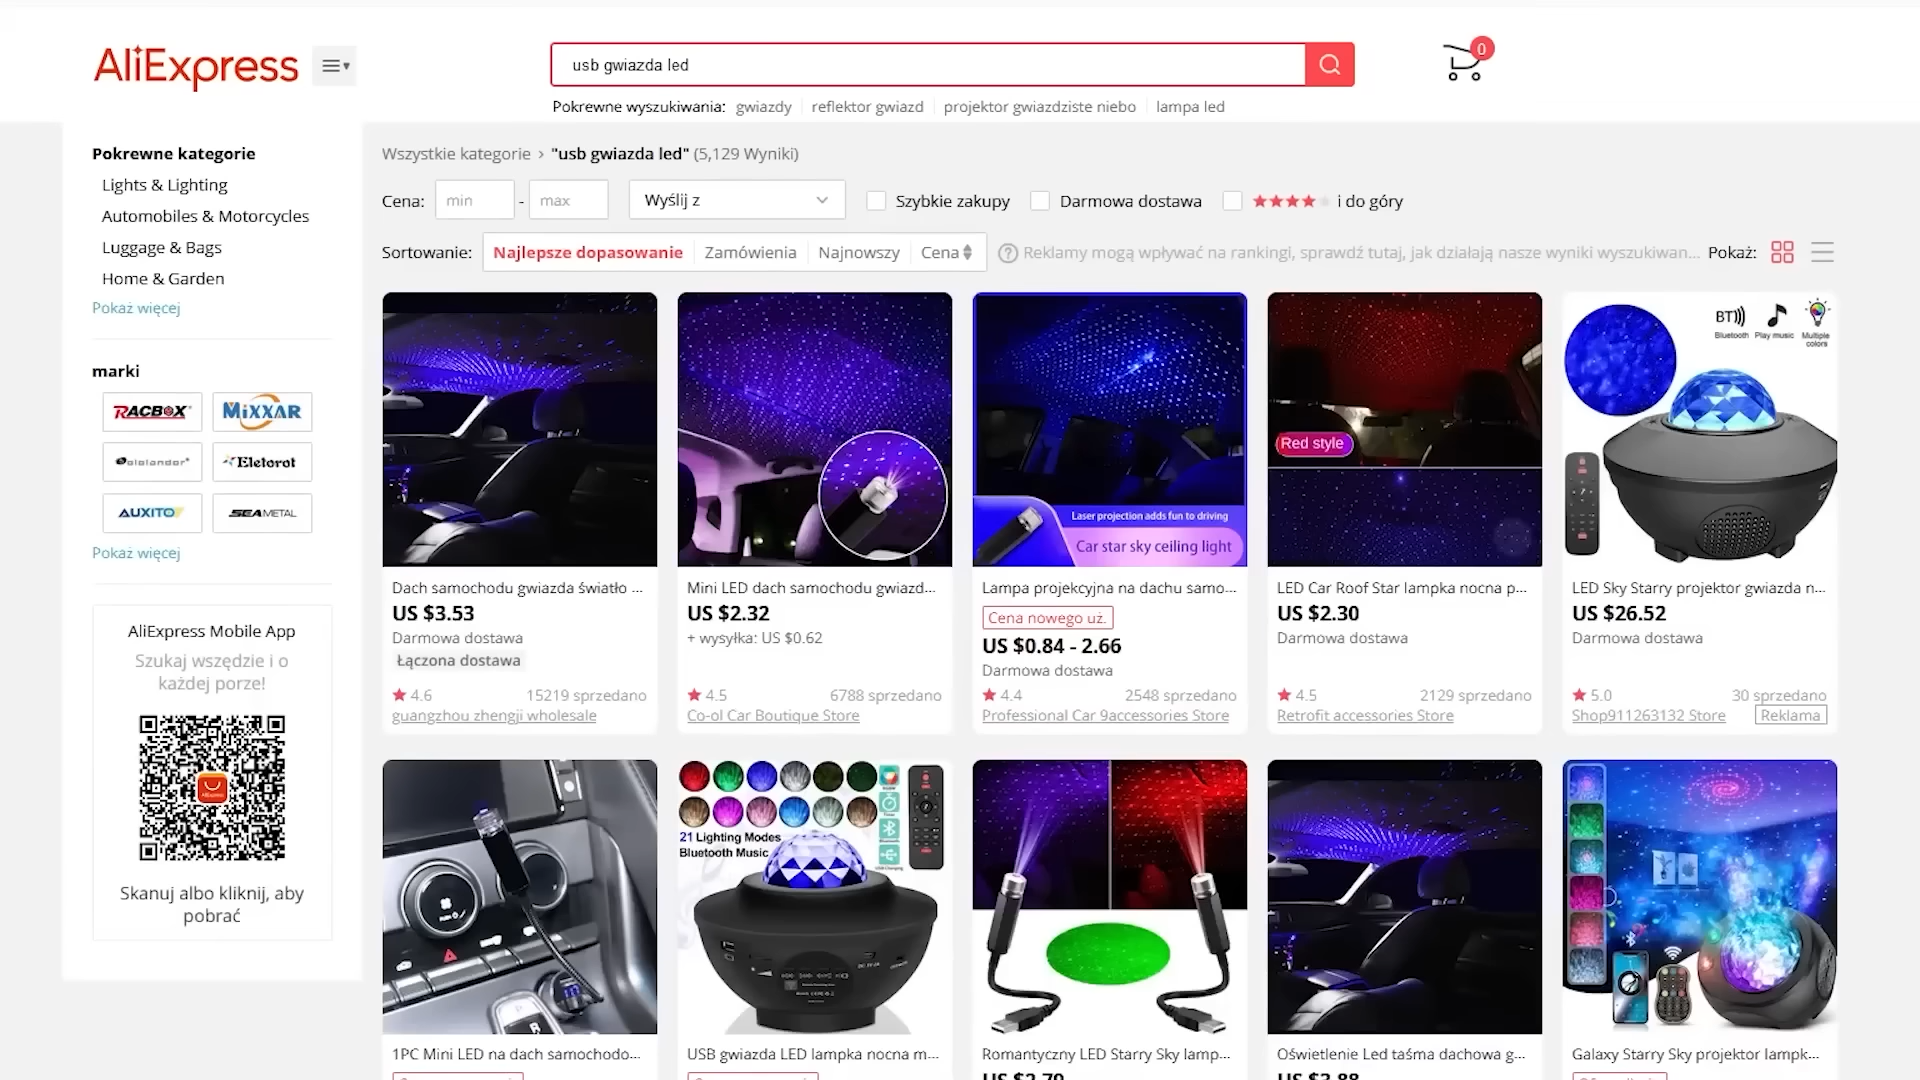 AliExpress
usb gwiazda led
0
Pokrewne wyszukiwania: gwiazdy reflektor gwiazd projektor gwiaździste niebo lampa led
Pokrewne kategorie
Lights & Lighting
Automobiles & Motorcycles
Luggage & Bags
Home & Garden
Pokaż więcej
marki
RACBOX MiXXAR
Eletorot
AUXITO SEAMETAL
Pokaż więcej
AliExpress Mobile App
Szukaj wszędzie i o
każdej porze!
AliExpress
Skanuj albo kliknij, aby
pobrać
Wszystkie kategorie > "usb gwiazda led" (5,129 Wyniki)
Cena: min - max Wyślij z Szybkie zakupy Darmowa dostawa i do góry
Sortowanie: Najlepsze dopasowanie Zamówienia Najnowszy Cena ? Reklamy mogą wpływać na rankingi, sprawdź tutaj, jak działają nasze wyniki wyszukiwan... Pokaż:
Dach samochodu gwiazda światło ...
US $3.53
Darmowa dostawa
Łączona dostawa
4.6 15219 sprzedano
guangzhou zhengji wholesale
Mini LED dach samochodu gwiazd...
US $2.32
+ wysyłka: US $0.62
4.5 6788 sprzedano
Co-ol Car Boutique Store
Laser projection adds fun to driving
Car star sky ceiling light
Lampa projekcyjna na dachu samo...
Cena nowego uż.
US $0.84 - 2.66
Darmowa dostawa
4.4 2548 sprzedano
Professional Car 9accessories Store
Red style
LED Car Roof Star lampka nocna p...
US $2.30
Darmowa dostawa
4.5 2129 sprzedano
Retrofit accessories Store
BT
Bluetooth Play music Multiple
colors
LED Sky Starry projektor gwiazda n...
US $26.52
Darmowa dostawa
5.0 30 sprzedano
Shop911263132 Store Reklama
R
1PC Mini LED na dach samochodo...
21 Lighting Modes
Bluetooth Music
USB gwiazda LED lampka nocna m...
Romantyczny LED Starry Sky lamp...
US $2.79
Oświetlenie Led taśma dachowa g...
US $3.88
Galaxy Starry Sky projektor lampk...